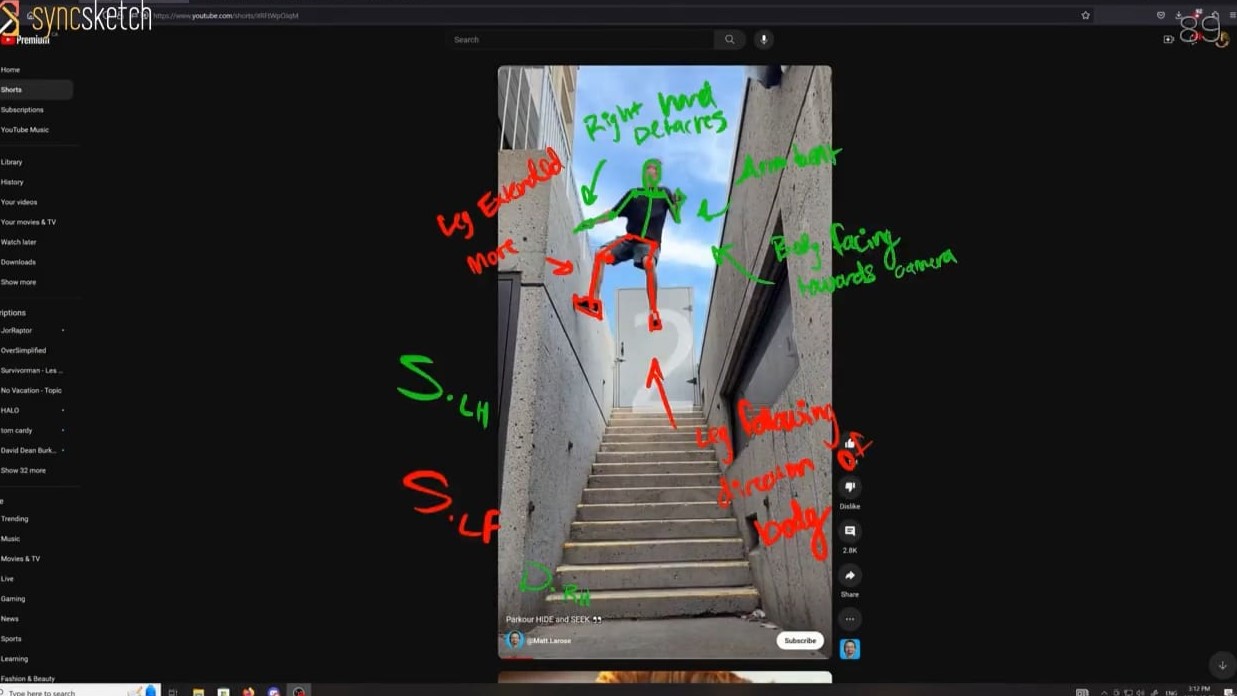 syncsketch
https://www.youtube.com/shorts/
89
Premium
Search
Home
Shorts
Subscriptions
YouTube Music
Library
History
Your videos
Your movies & TV
Watch later
Downloads
Show more
riptions
JorRaptor
OverSimplified
Survivorman - Les ...
No Vacation - Topic
HALO
tom cardy
David Dean Burk...
Show 32 more
e
Trending
Music
Movies & TV
Live
Gaming
News
Sports
Learning
Fashion & Beauty
Right hand
Detaches
Arm bent
Leg Extended
More
Body facing
towards camera
2
S.LH
S.LF
D.RH
Leg following
direction of
body
Dislike
2.8K
Share
Parkour HIDE and SEEK
@Matt.Larose
Subscribe
Type here to search
ENG
3:12 PM